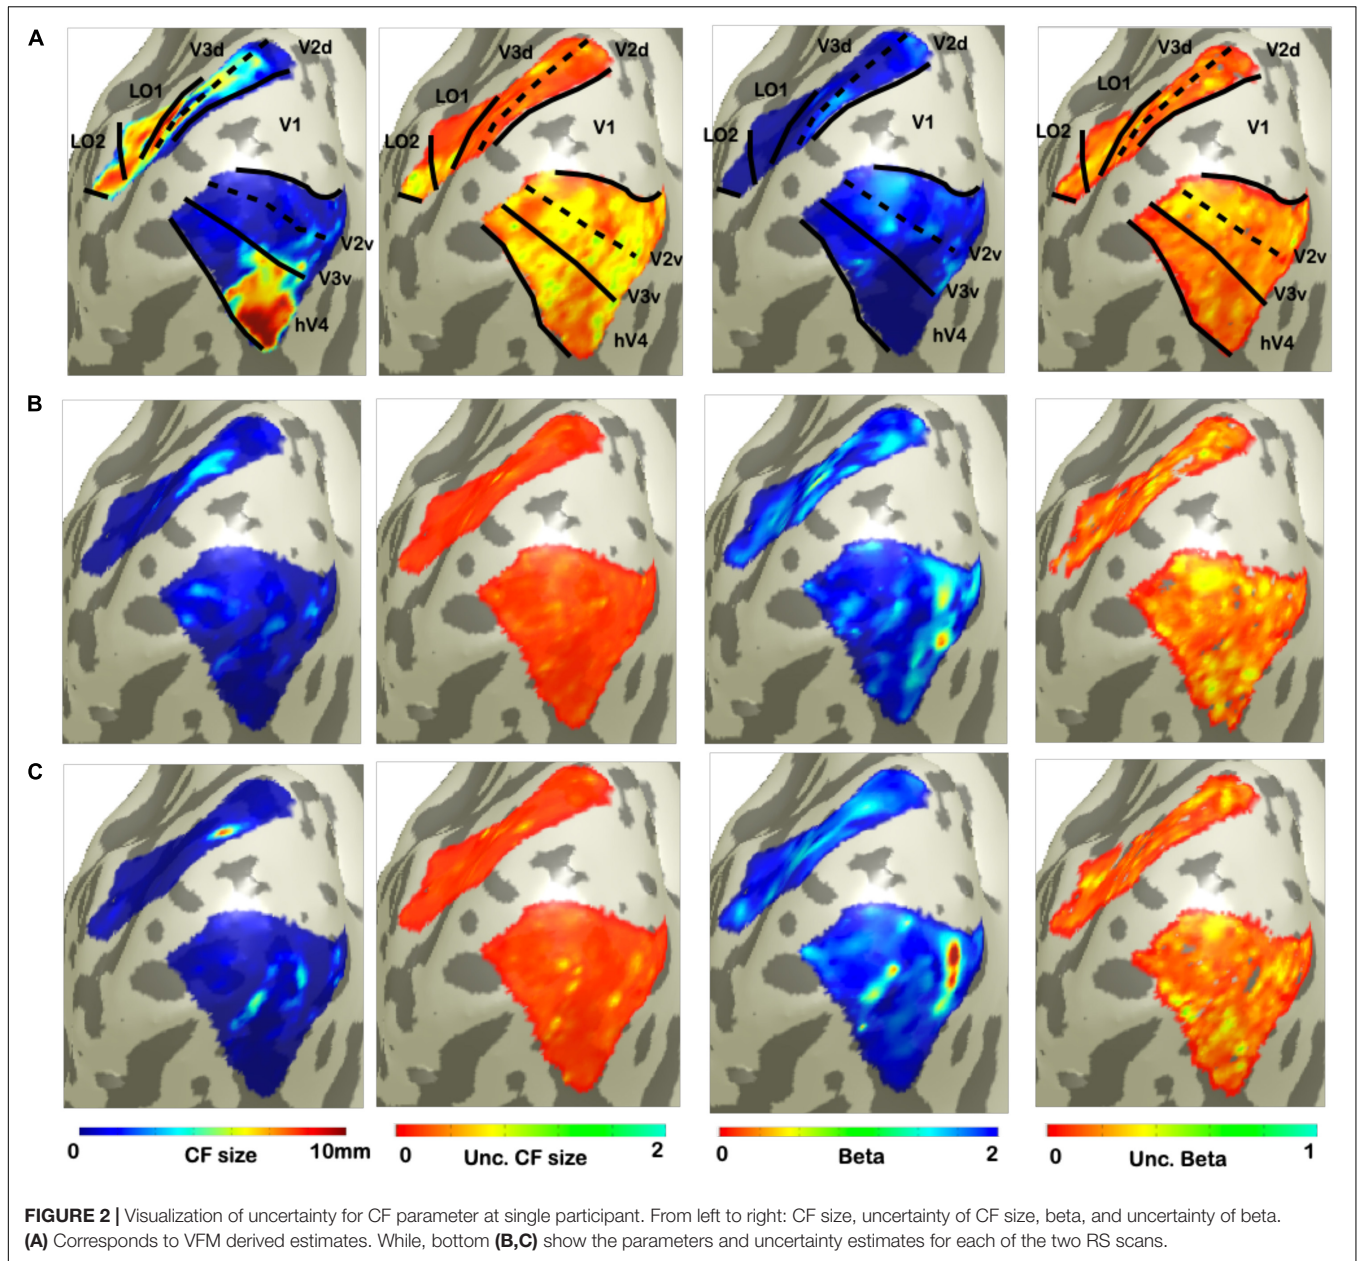 A
V3d
V2d
LO1
LO2
V1
V2v
V3v
hV4
V3d
V2d
LO1
LO2
V1
V2v
V3v
hV4
V3d
V2d
LO1
LO2
V1
V2v
V3v
hV4
V3d
V2d
LO1
LO2
V1
V2v
V3v
hV4
B
C
0 CF size 10mm
0 Unc. CF size 2
0 Beta 2
0 Unc. Beta 1
FIGURE 2 | Visualization of uncertainty for CF parameter at single participant. From left to right: CF size, uncertainty of CF size, beta, and uncertainty of beta.
(A) Corresponds to VFM derived estimates. While, bottom (B,C) show the parameters and uncertainty estimates for each of the two RS scans.